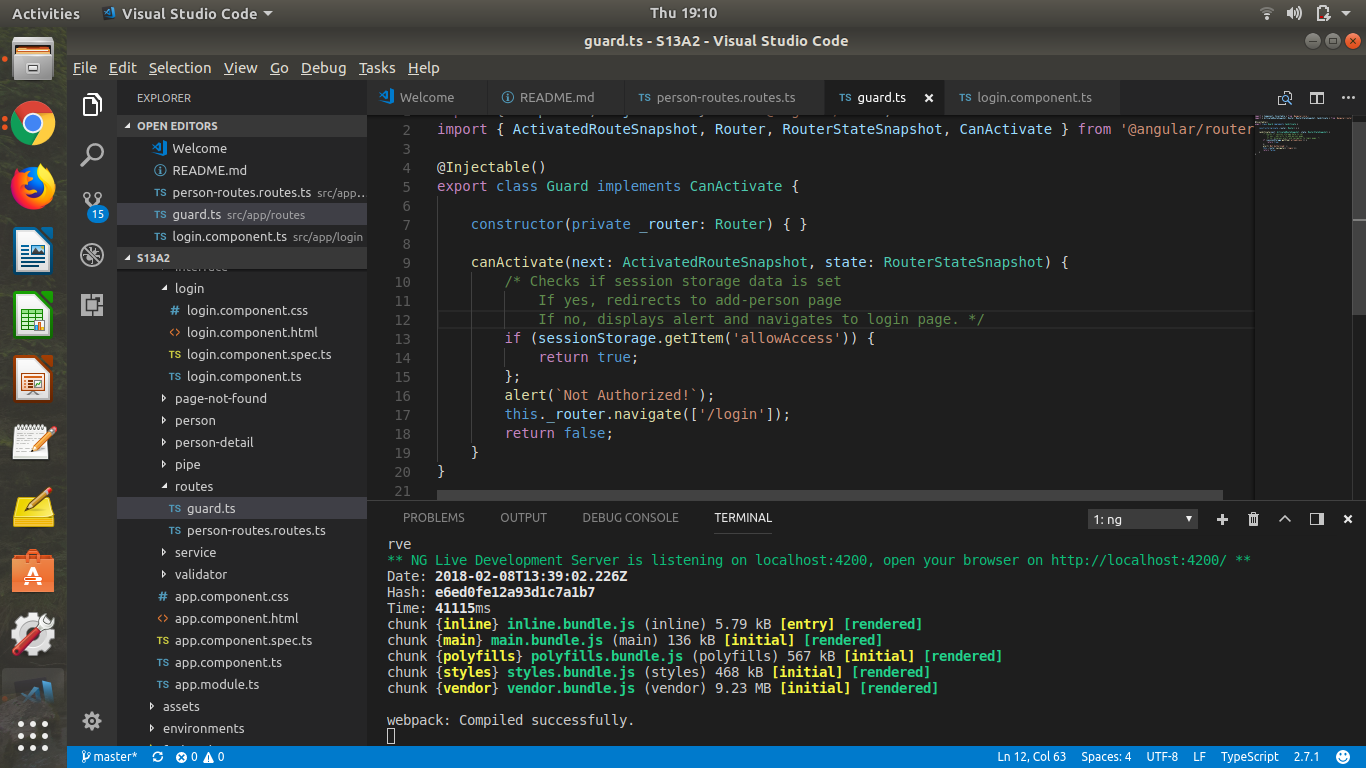 Activities
Visual Studio Code
Thu 19:10
guard.ts - S13A2 - Visual Studio Code
File Edit Selection View Go Debug Tasks Help
EXPLORER
OPEN EDITORS
Welcome
README.md
TS person-routes.routes.ts src/app...
TS guard.ts src/app/routes
TS login.component.ts src/app/login
15
S13A2
login
# login.component.css
<> login.component.html
TS login.component.spec.ts
TS login.component.ts
page-not-found
person
person-detail
pipe
routes
TS guard.ts
TS person-routes.routes.ts
service
validator
# app.component.css
<> app.component.html
TS app.component.spec.ts
TS app.component.ts
TS app.module.ts
assets
environments
Welcome
README.md
TS person-routes.routes.ts
TS guard.ts
TS login.component.ts
2 import { ActivatedRouteSnapshot, Router, RouterStateSnapshot, CanActivate } from '@angular/router
3
4 @Injectable()
5 export class Guard implements CanActivate {
6
7 constructor(private _router: Router) { }
8
9 canActivate(next: ActivatedRouteSnapshot, state: RouterStateSnapshot) {
10 /* Checks if session storage data is set
11 If yes, redirects to add-person page
12 If no, displays alert and navigates to login page. */
13 if (sessionStorage.getItem('allowAccess')) {
14 return true;
15 };
16 alert(`Not Authorized!`);
17 this._router.navigate(['/login']);
18 return false;
19 }
20 }
21
PROBLEMS OUTPUT DEBUG CONSOLE TERMINAL
1: ng
rve
** NG Live Development Server is listening on localhost:4200, open your browser on http://localhost:4200/ **
Date: 2018-02-08T13:39:02.226Z
Hash: e6ed0fe12a93d1c7a1b7
Time: 41115ms
chunk {inline} inline.bundle.js (inline) 5.79 kB [entry] [rendered]
chunk {main} main.bundle.js (main) 136 kB [initial] [rendered]
chunk {polyfills} polyfills.bundle.js (polyfills) 567 kB [initial] [rendered]
chunk {styles} styles.bundle.js (styles) 468 kB [initial] [rendered]
chunk {vendor} vendor.bundle.js (vendor) 9.23 MB [initial] [rendered]
webpack: Compiled successfully.
master* 0 0
Ln 12, Col 63 Spaces: 4 UTF-8 LF TypeScript 2.7.1